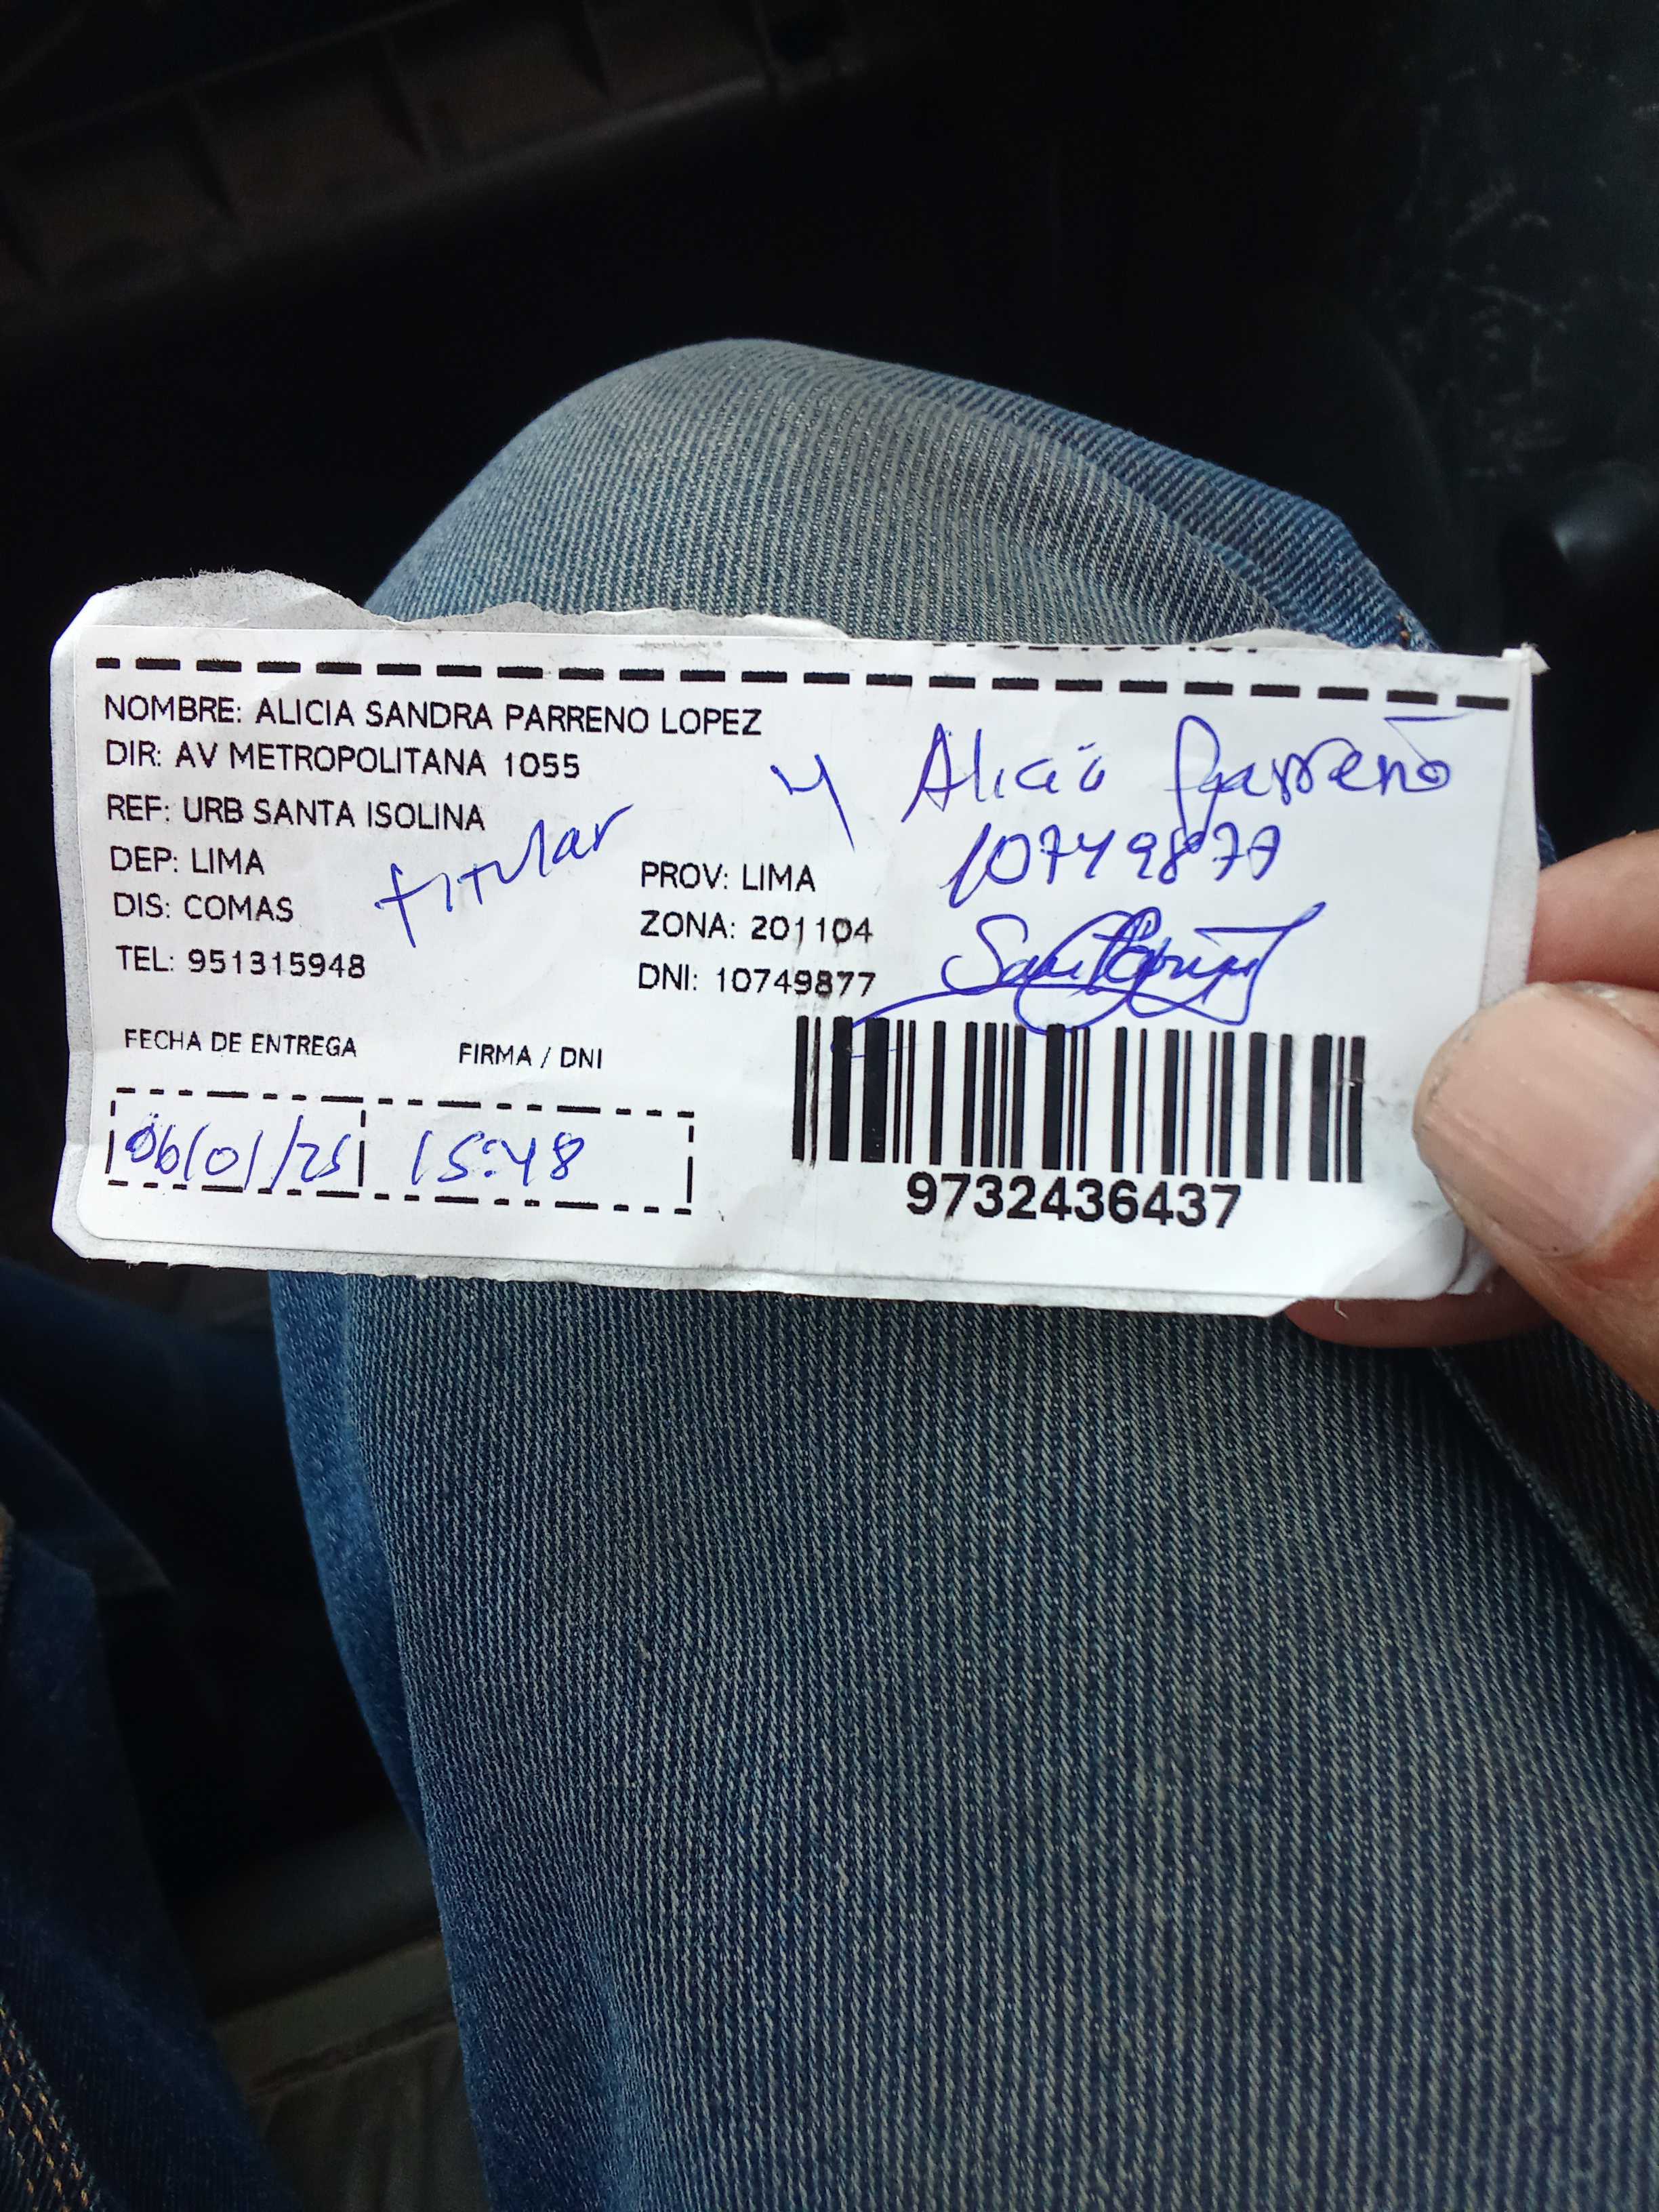 NOMBRE: ALICIA SANDRA PARRENO LOPEZ
DIR: AV METROPOLITANA 1055
REF: URB SANTA ISOLINA
DEP: LIMA
PROV: LIMA
DIS: COMAS
ZONA: 201104
TEL: 951315948
DNI: 10749877
titular
4 Alicia Parreño
10749877
FECHA DE ENTREGA
FIRMA / DNI
06/01/25
15:48
9732436437